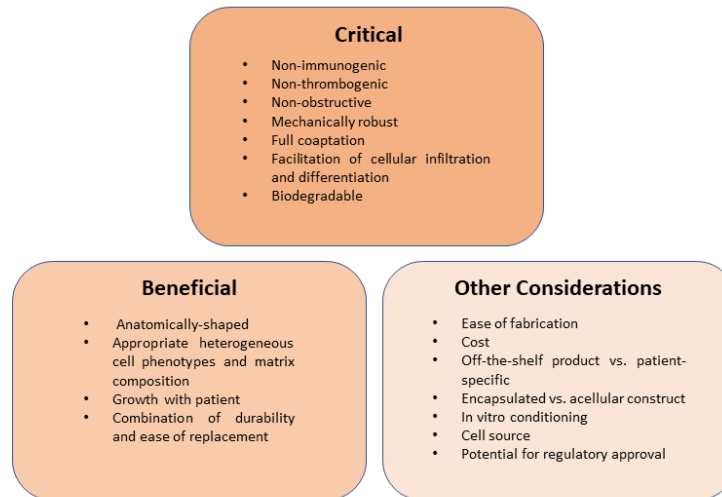 Critical
• Non-immunogenic
• Non-thrombogenic
• Non-obstructive
• Mechanically robust
• Full coaptation
• Facilitation of cellular infiltration
and differentiation
• Biodegradable
Beneficial
• Anatomically-shaped
• Appropriate heterogeneous
cell phenotypes and matrix
composition
• Growth with patient
• Combination of durability
and ease of replacement
Other Considerations
• Ease of fabrication
• Cost
• Off-the-shelf product vs. patient-
specific
• Encapsulated vs. acellular construct
• In vitro conditioning
• Cell source
• Potential for regulatory approval